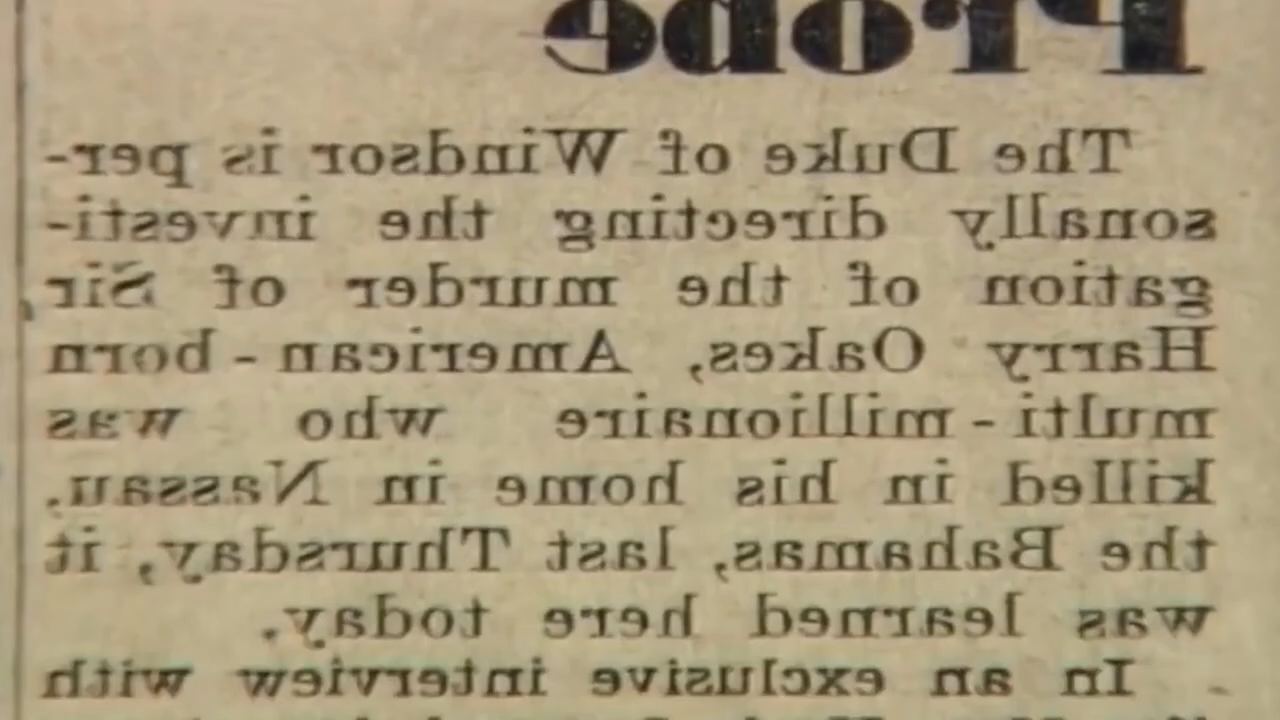 Probe
The Duke of Windsor is per-
sonally directing the investi-
gation of the murder of Sir
Harry Oakes, American-born
multi-millionaire who was
killed in his home in Nassau,
the Bahamas, last Thursday, it
was learned here today.
In an exclusive interview with